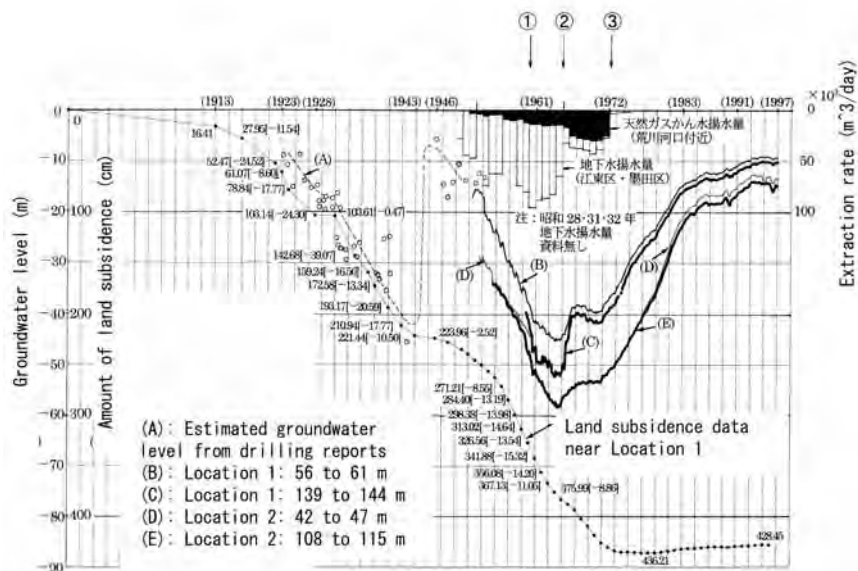 ① ② ③
(1913) (1923) (1928) (1943) (1946) (1961) (1972) (1983) (1991) (1997)
Groundwater level (m)
Amount of land subsidence (cm)
Extraction rate (m³/day)
×10³
0
50
100
0
-10
-20
-30
-40
-50
-60
-70
-80
-90
0
100
200
300
400
16.41
27.95[-11.54]
52.47[-24.52]
61.07[-8.60]
78.84[-17.77]
103.14[-24.30]
103.61[-0.47]
142.68[-39.07]
159.24[-16.56]
172.58[-13.34]
193.17[-20.59]
210.94[-17.77]
221.44[-10.50]
223.96[-2.52]
271.21[-8.55]
284.40[-13.19]
298.38[-13.98]
313.02[-14.64]
326.56[-13.54]
341.88[-15.32]
356.08[-14.20]
367.13[-11.05]
375.99[-8.86]
436.21
428.45
(A)
(B)
(C)
(D)
(D)
(E)
天然ガスかん水揚水量
(荒川河口付近)
地下水揚水量
(江東区・墨田区)
注:昭和28・31・32年
地下水揚水量
資料無し
Land subsidence data
near Location 1
(A): Estimated groundwater
level from drilling reports
(B): Location 1: 56 to 61 m
(C): Location 1: 139 to 144 m
(D): Location 2: 42 to 47 m
(E): Location 2: 108 to 115 m